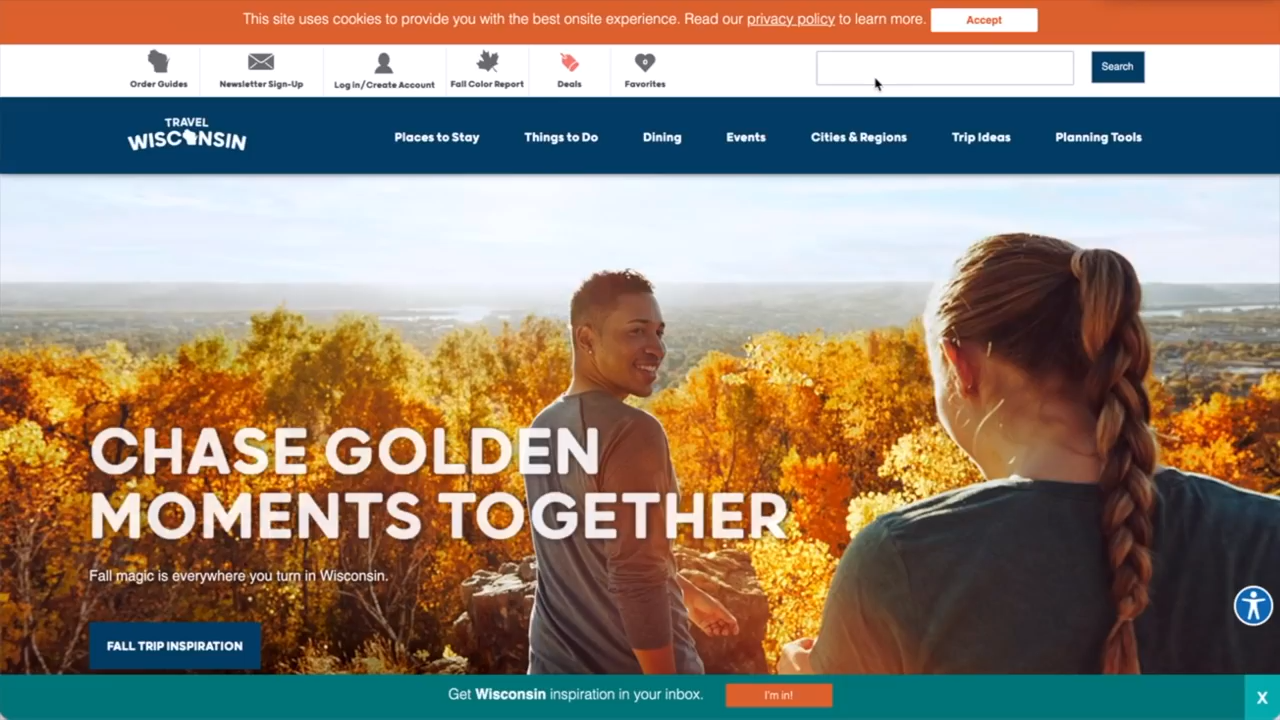 This site uses cookies to provide you with the best onsite experience. Read our privacy policy to learn more. Accept
Order Guides
Newsletter Sign-Up
Log in/Create Account
Fall Color Report
Deals
0
Favorites
Search
TRAVEL
WISCONSIN
Places to Stay
Things to Do
Dining
Events
Cities & Regions
Trip Ideas
Planning Tools
CHASE GOLDEN
MOMENTS TOGETHER
Fall magic is everywhere you turn in Wisconsin.
FALL TRIP INSPIRATION
Get Wisconsin inspiration in your inbox. I'm in! X